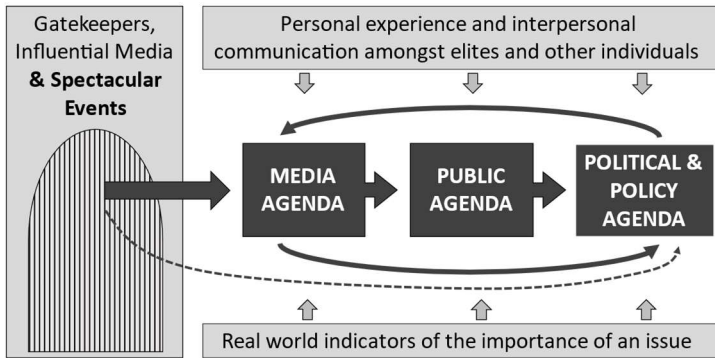 Gatekeepers,
Influential Media
& Spectacular
Events
Personal experience and interpersonal
communication amongst elites and other individuals
MEDIA
AGENDA
PUBLIC
AGENDA
POLITICAL &
POLICY
AGENDA
Real world indicators of the importance of an issue